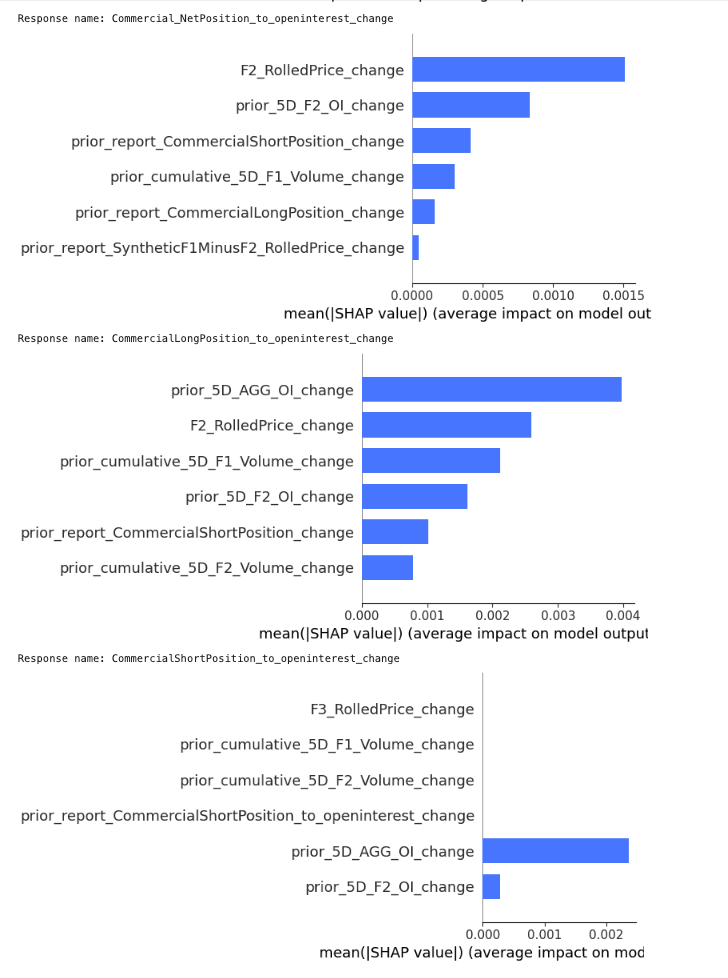 Response name: Commercial_NetPosition_to_openinterest_change
F2_RolledPrice_change
prior_5D_F2_OI_change
prior_report_CommercialShortPosition_change
prior_cumulative_5D_F1_Volume_change
prior_report_CommercialLongPosition_change
prior_report_SyntheticF1MinusF2_RolledPrice_change
0.0000 0.0005 0.0010 0.0015
mean(|SHAP value|) (average impact on model out
Response name: CommercialLongPosition_to_openinterest_change
prior_5D_AGG_OI_change
F2_RolledPrice_change
prior_cumulative_5D_F1_Volume_change
prior_5D_F2_OI_change
prior_report_CommercialShortPosition_change
prior_cumulative_5D_F2_Volume_change
0.000 0.001 0.002 0.003 0.004
mean(|SHAP value|) (average impact on model output
Response name: CommercialShortPosition_to_openinterest_change
F3_RolledPrice_change
prior_cumulative_5D_F1_Volume_change
prior_cumulative_5D_F2_Volume_change
prior_report_CommercialShortPosition_to_openinterest_change
prior_5D_AGG_OI_change
prior_5D_F2_OI_change
0.000 0.001 0.002
mean(|SHAP value|) (average impact on mod